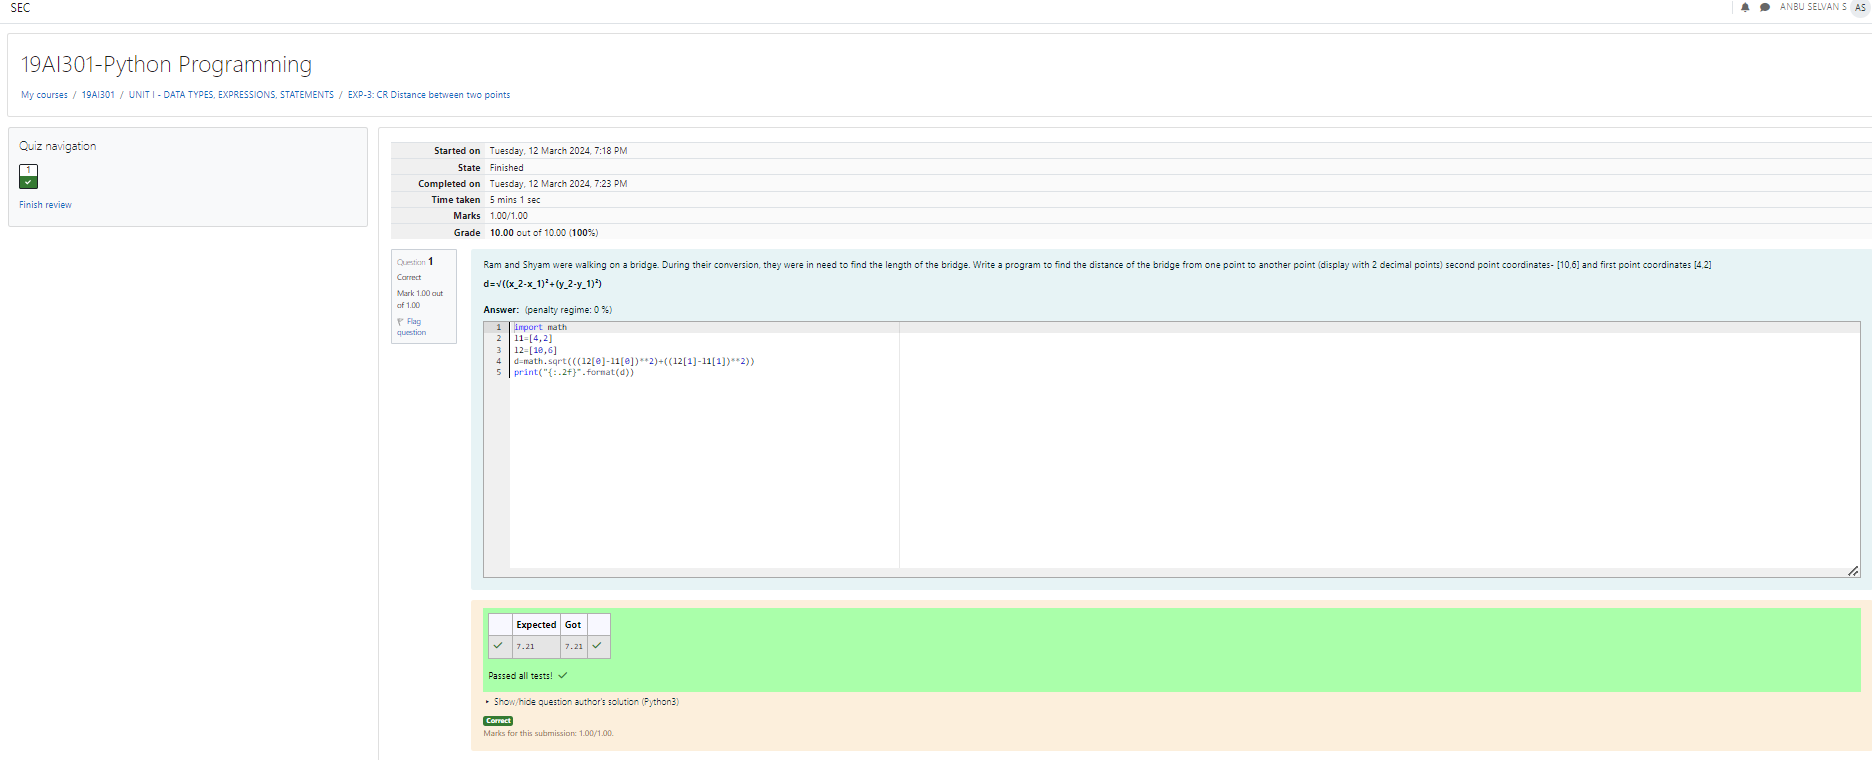 SEC
ANBU SELVAN S AS
19AI301-Python Programming
My courses / 19AI301 / UNIT I - DATA TYPES, EXPRESSIONS, STATEMENTS / EXP-3: CR Distance between two points
Quiz navigation
1
Finish review
Started on Tuesday, 12 March 2024, 7:18 PM
State Finished
Completed on Tuesday, 12 March 2024, 7:23 PM
Time taken 5 mins 1 sec
Marks 1.00/1.00
Grade 10.00 out of 10.00 (100%)
Question 1
Correct
Mark 1.00 out
of 1.00
Flag
question
Ram and Shyam were walking on a bridge. During their conversion, they were in need to find the length of the bridge. Write a program to find the distance of the bridge from one point to another point (display with 2 decimal points) second point coordinates- [10,6] and first point coordinates [4,2]
d=√((x_2-x_1)²+(y_2-y_1)²)
Answer: (penalty regime: 0 %)
1 import math
2 l1=[4,2]
3 l2=[10,6]
4 d=math.sqrt(((l2[0]-l1[0])**2)+((l2[1]-l1[1])**2))
5 print("{:.2f}".format(d))
Expected Got
7.21 7.21
Passed all tests!
Show/hide question author's solution (Python3)
Correct
Marks for this submission: 1.00/1.00.